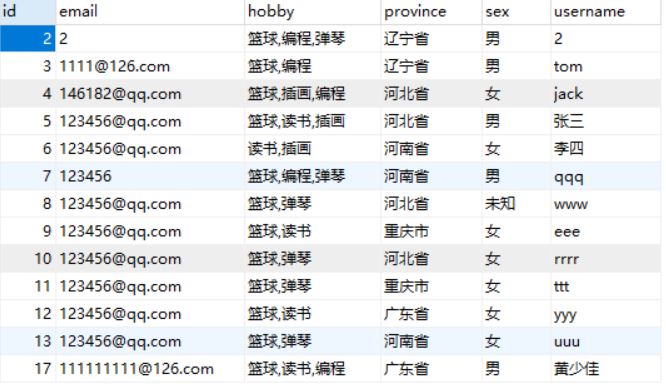 id email hobby province sex username
2 2 篮球,编程,弹琴 辽宁省 男 2
3 1111@126.com 篮球,编程 辽宁省 男 tom
4 146182@qq.com 篮球,插画,编程 河北省 女 jack
5 123456@qq.com 篮球,读书,插画 河北省 男 张三
6 123456@qq.com 读书,插画 河南省 女 李四
7 123456 篮球,编程,弹琴 河南省 男 qqq
8 123456@qq.com 篮球,弹琴 河北省 未知 www
9 123456@qq.com 篮球,读书 重庆市 女 eee
10 123456@qq.com 篮球,弹琴 河北省 女 rrrr
11 123456@qq.com 篮球,弹琴 重庆市 女 ttt
12 123456@qq.com 篮球,读书 广东省 女 yyy
13 123456@qq.com 篮球,弹琴 河南省 女 uuu
17 111111111@126.com 篮球,读书,编程 广东省 男 黄少佳